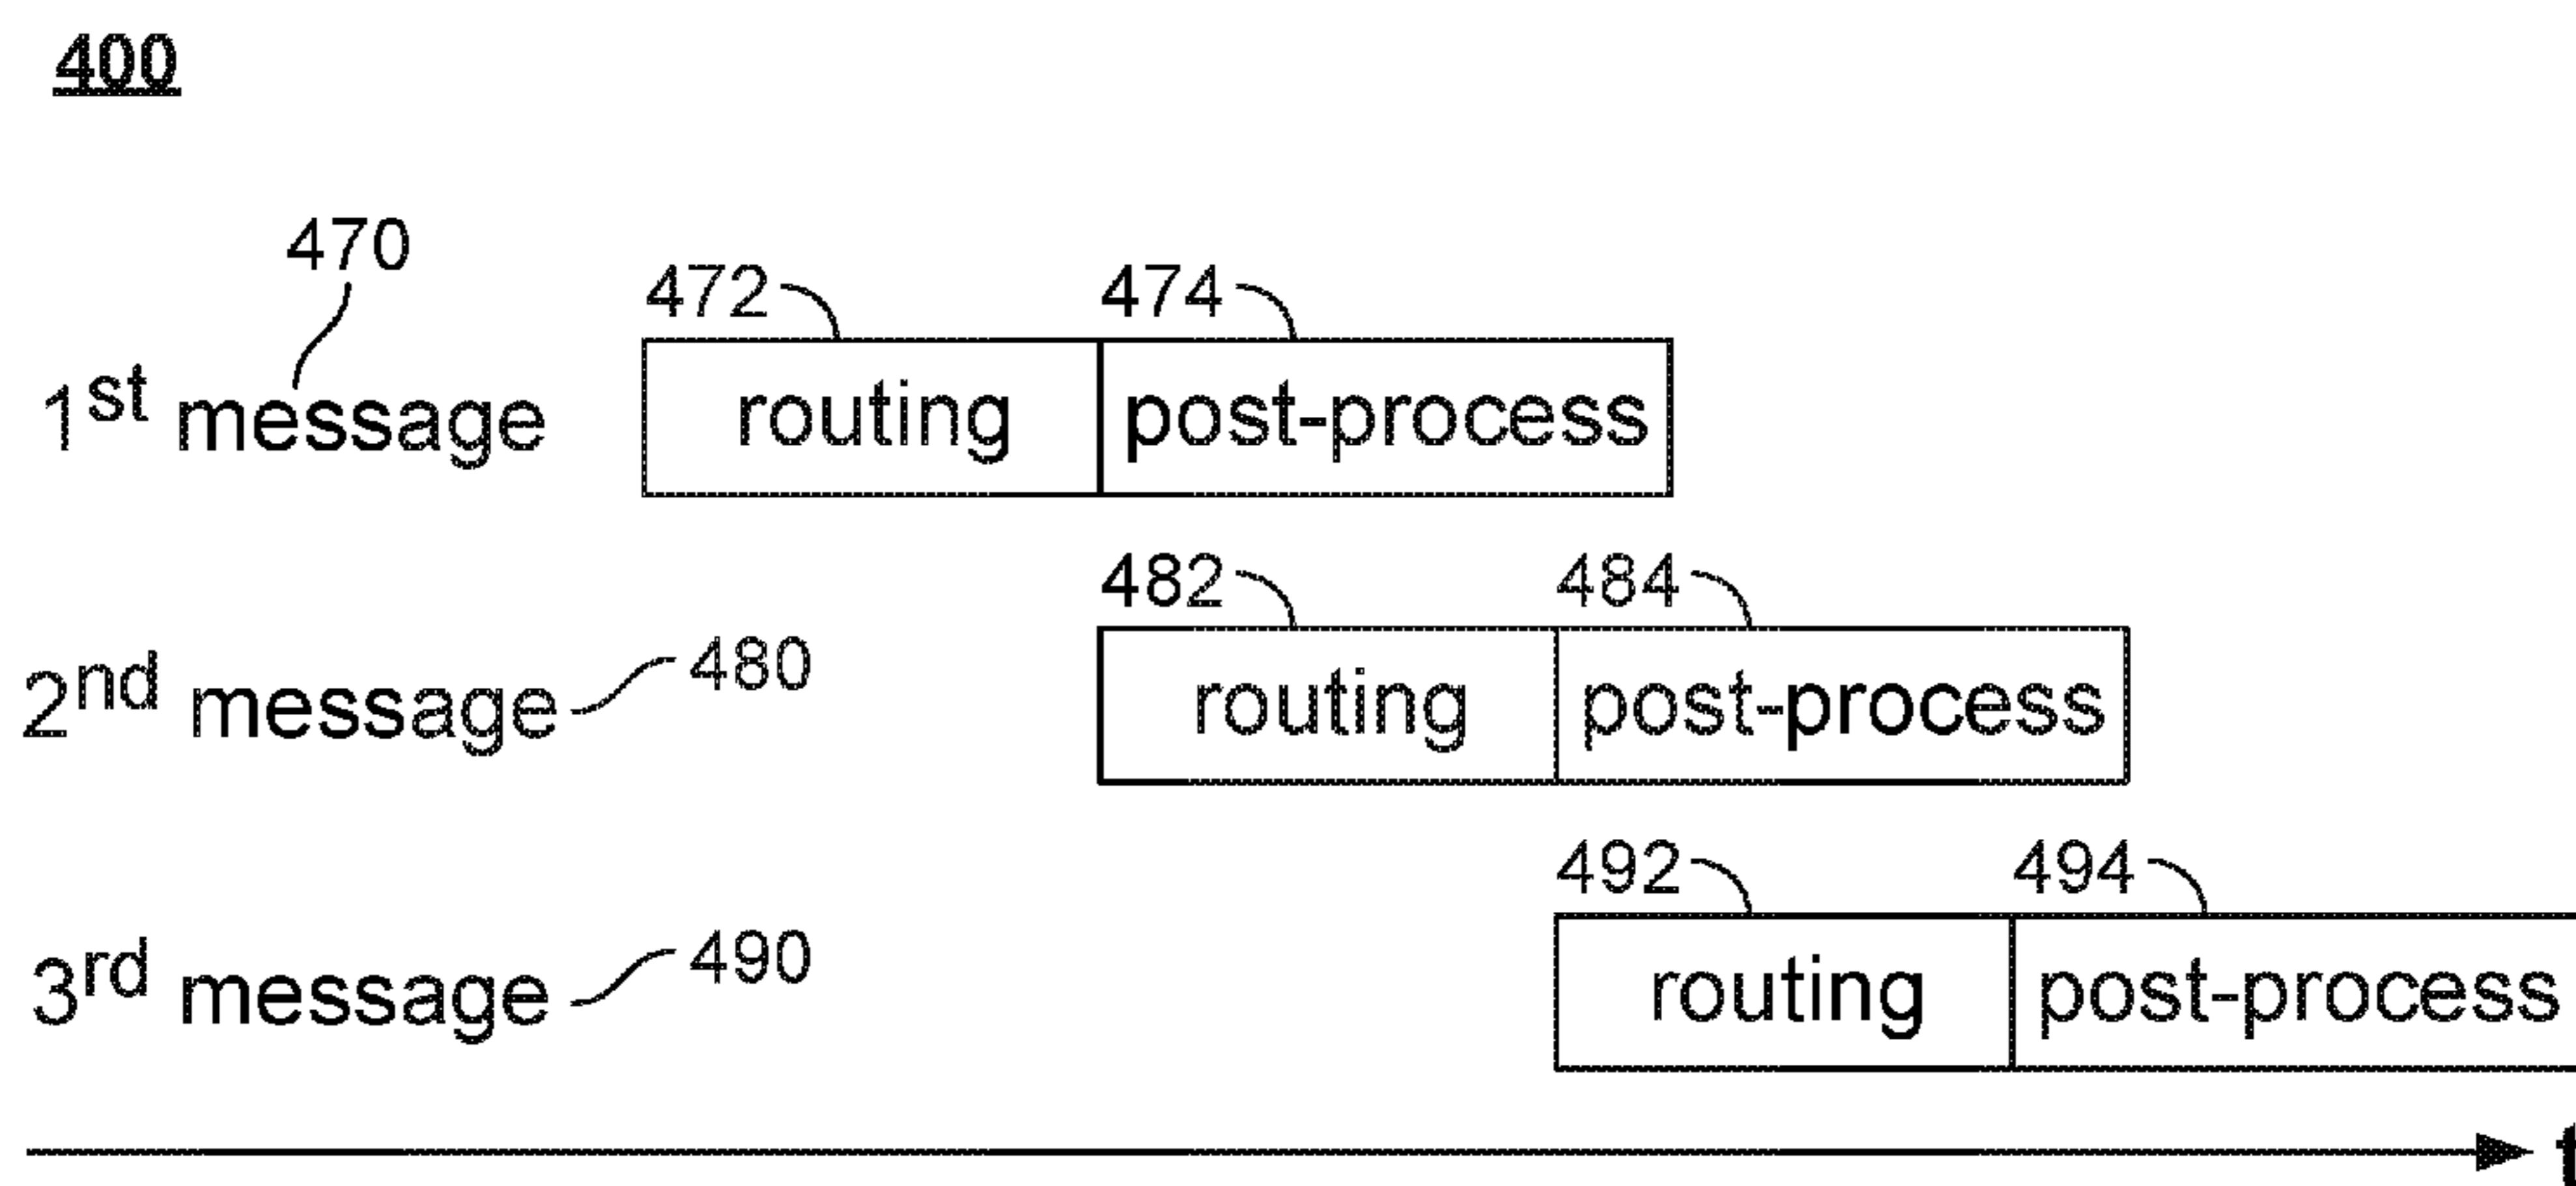 400
470
472 474
1st message routing post-process
482 484
2nd message 480 routing post-process
492 494
3rd message 490 routing post-process
t